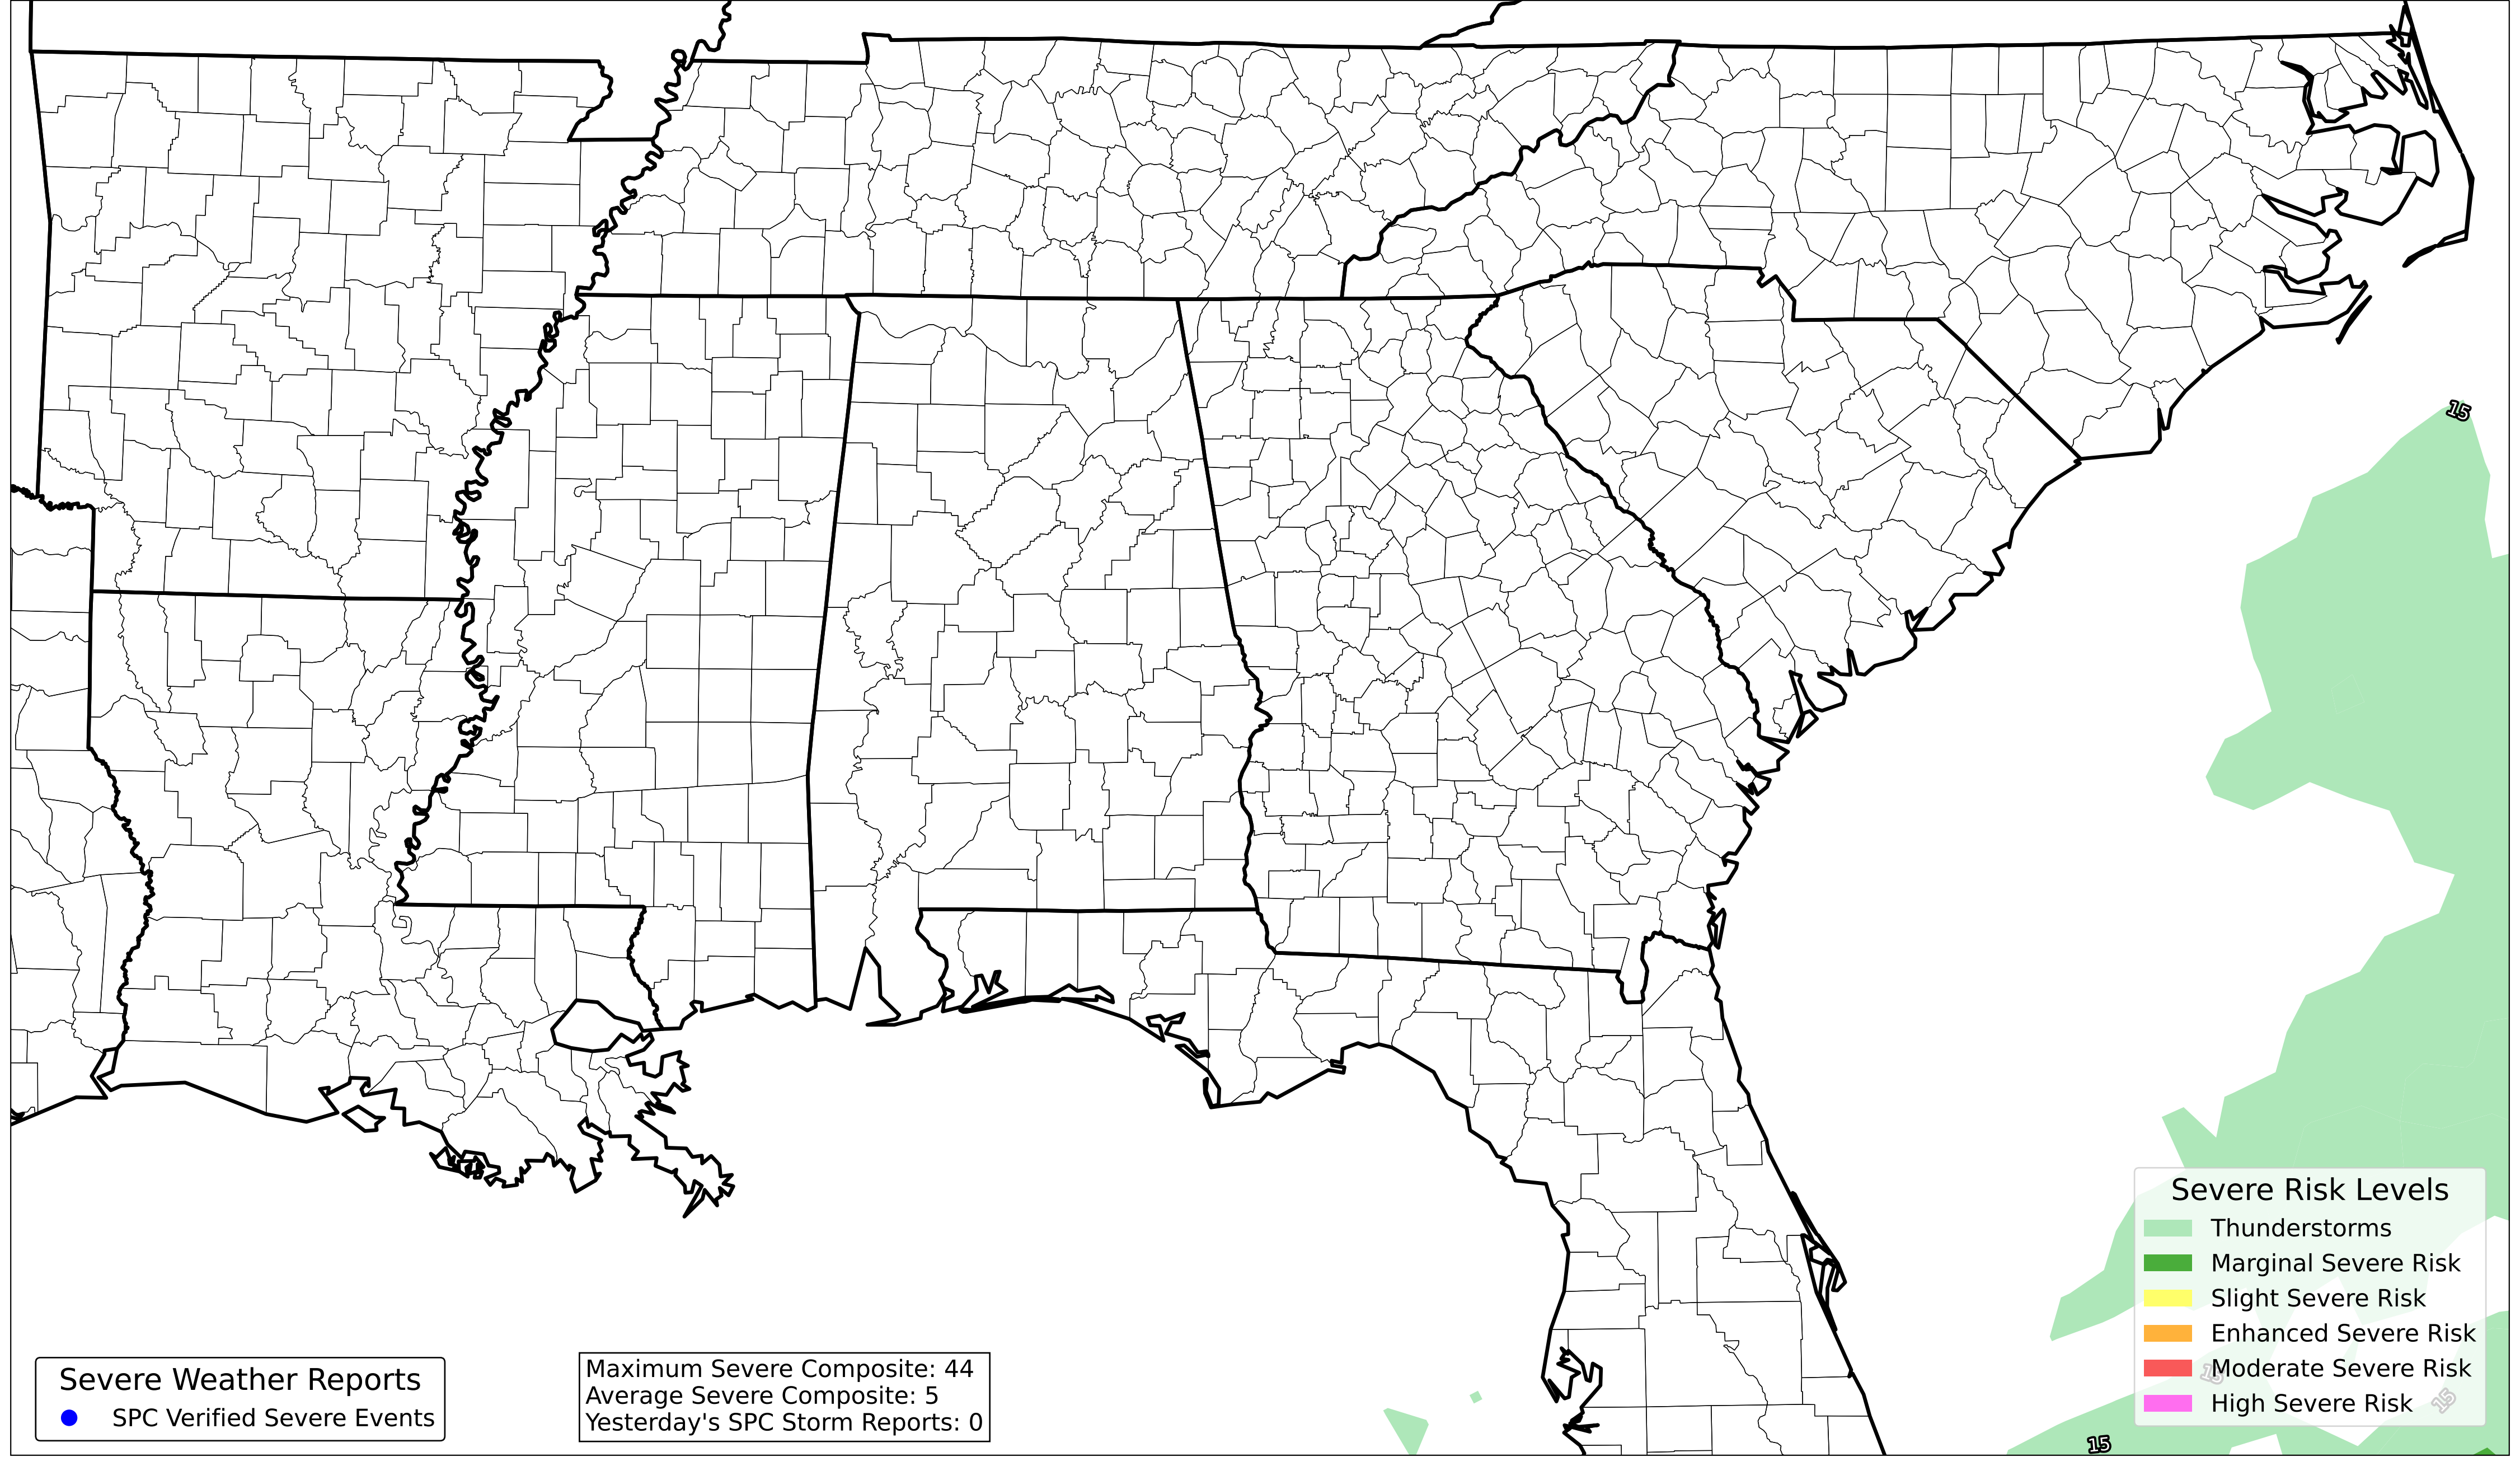 15
Severe Risk Levels
Thunderstorms
Marginal Severe Risk
Slight Severe Risk
Enhanced Severe Risk
Moderate Severe Risk
High Severe Risk
15
15
15
Severe Weather Reports
SPC Verified Severe Events
Maximum Severe Composite: 44
Average Severe Composite: 5
Yesterday's SPC Storm Reports: 0